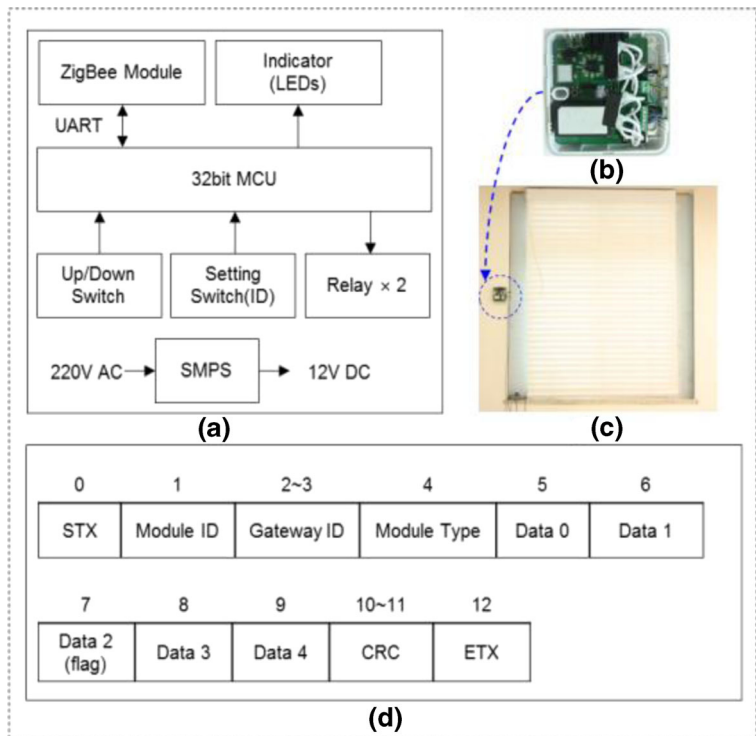 ZigBee Module
Indicator
(LEDs)
UART
32bit MCU
Up/Down
Switch
Setting
Switch(ID)
Relay × 2
220V AC
SMPS
12V DC
(a)
(b)
(c)
0 1 2~3 4 5 6
STX Module ID Gateway ID Module Type Data 0 Data 1
7 8 9 10~11 12
Data 2
(flag)
Data 3 Data 4 CRC ETX
(d)